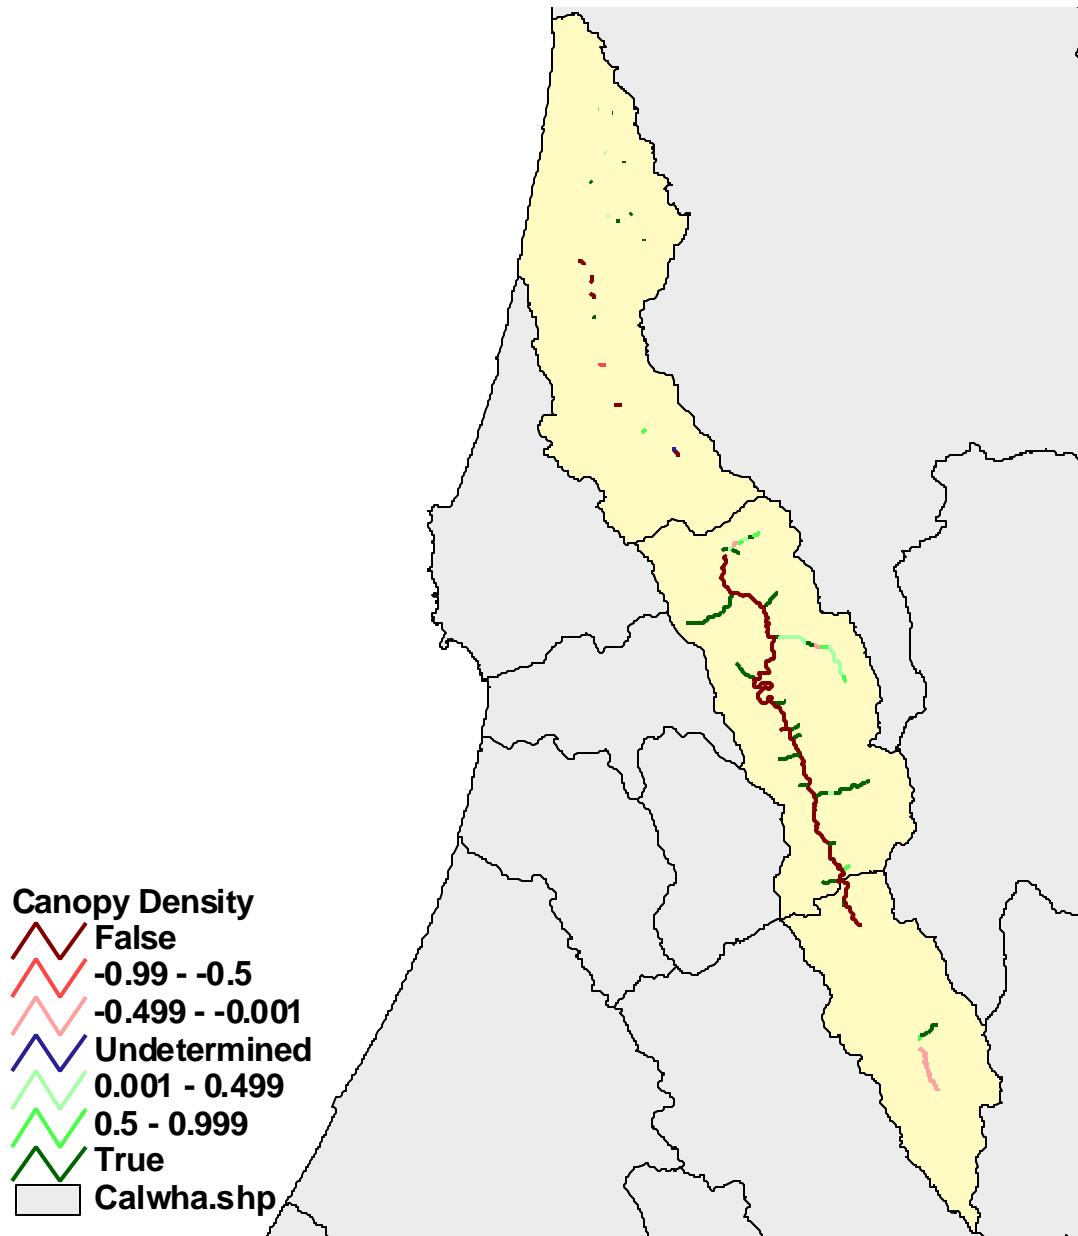 Canopy Density
False
-0.99 - -0.5
-0.499 - -0.001
Undetermined
0.001 - 0.499
0.5 - 0.999
True
Calwha.shp